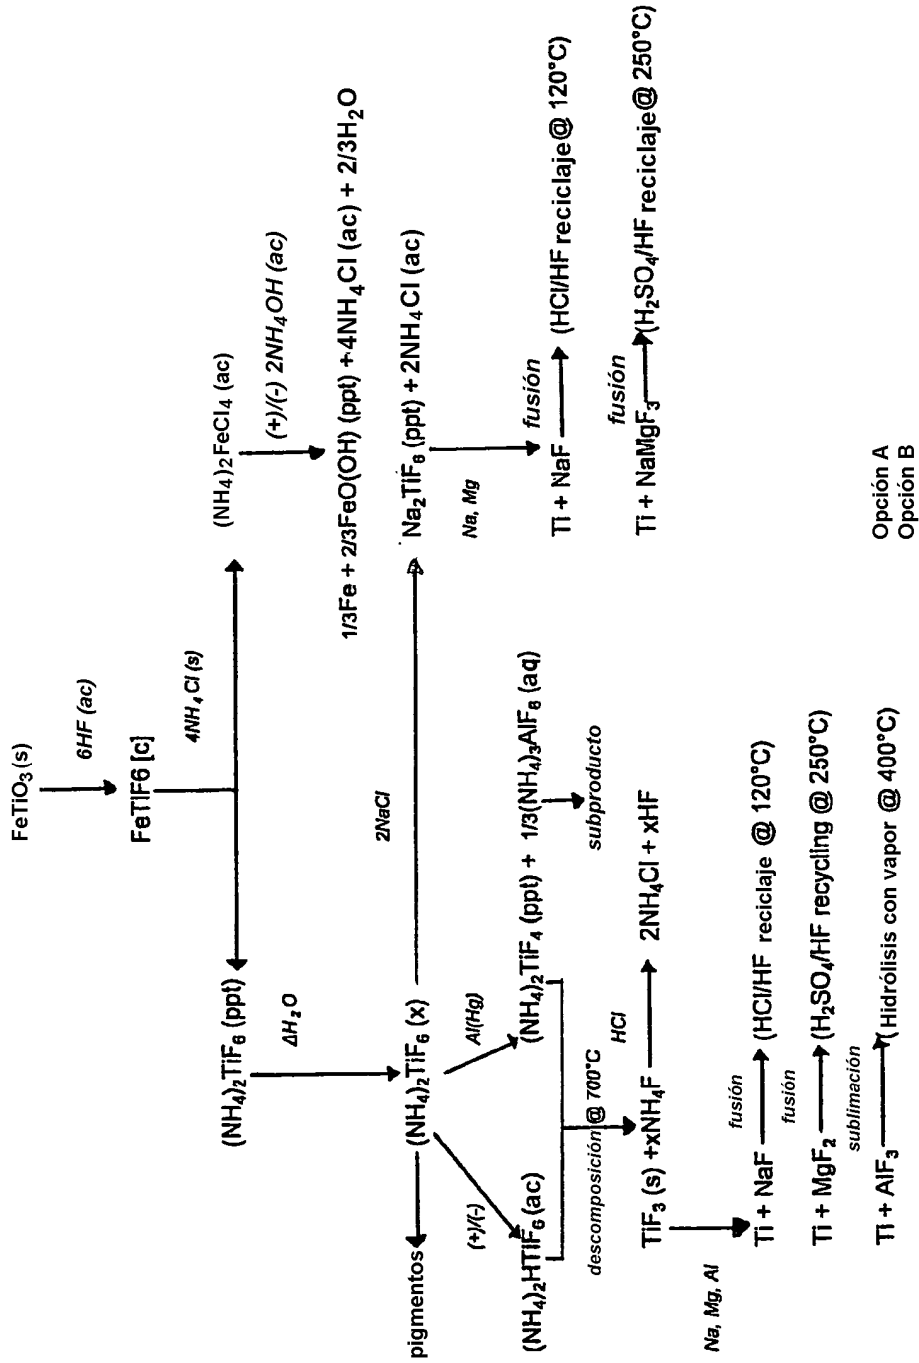 FeTiO3 (s)
6HF (ac)
FeTiF6 [c]
4NH4Cl (s)
(NH4)2TiF6 (ppt)
(NH4)2FeCl4 (ac)
ΔH2O
(+)/(-) 2NH4OH (ac)
1/3Fe + 2/3FeO(OH) (ppt) + 4NH4Cl (ac) + 2/3H2O
pigmentos
(NH4)2TiF6 (x)
2NaCl
Na2TiF6 (ppt) + 2NH4Cl (ac)
(+)/(-)
Al(Hg)
Na, Mg
(NH4)2HTiF6 (ac)
(NH4)2TiF4 (ppt) + 1/3(NH4)3AlF6 (aq)
Ti + NaF
fusión
(HCl/HF reciclaje@ 120°C)
subproducto
descomposición @ 700°C
HCl
TiF3 (s) +xNH4F
2NH4Cl + xHF
Ti + NaMgF3
fusión
(H2SO4/HF reciclaje@ 250°C)
Na, Mg, Al
Ti + NaF
fusión
(HCl/HF reciclaje @ 120°C)
Ti + MgF2
fusión
(H2SO4/HF recycling @ 250°C)
Ti + AlF3
sublimación
(Hidrólisis con vapor @ 400°C)
Opción A
Opción B